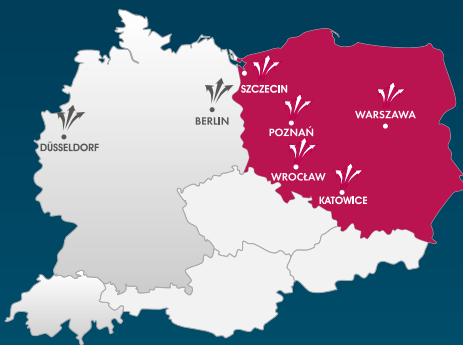 SZCZECIN
BERLIN
WARSZAWA
POZNAŃ
DÜSSELDORF
WROCŁAW
KATOWICE